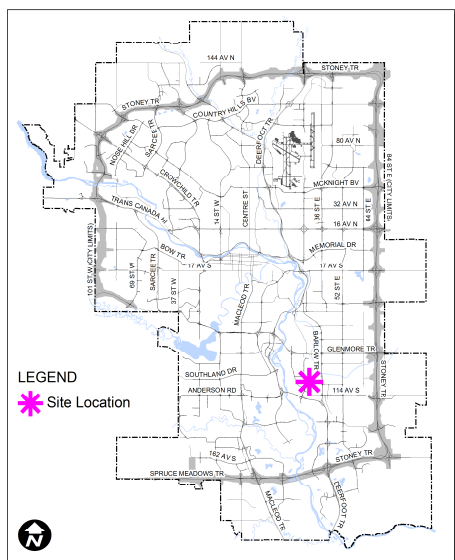 144 AV N
STONEY TR
STONEY TR
COUNTRY HILLS BV
DEERFOOT TR
NOSE HILL DR
SARCEE TR
80 AV N
CROWCHILD TR
MCKNIGHT BV
84 ST E (CITY LIMITS)
14 ST W
CENTRE ST
36 ST E
44 ST E
32 AV N
TRANS CANADA HI
16 AV N
101 ST W (CITY LIMITS)
BOW TR
MEMORIAL DR
17 AV S
17 AV S
69 ST W
SARCEE TR
37 ST W
MACLEOD TR
52 ST E
BARLOW TR
GLENMORE TR
LEGEND
SOUTHLAND DR
STONEY TR
Site Location
ANDERSON RD
114 AV S
162 AV S
STONEY TR
SPRUCE MEADOWS TR
MACLEOD TR
DEERFOOT TR
N